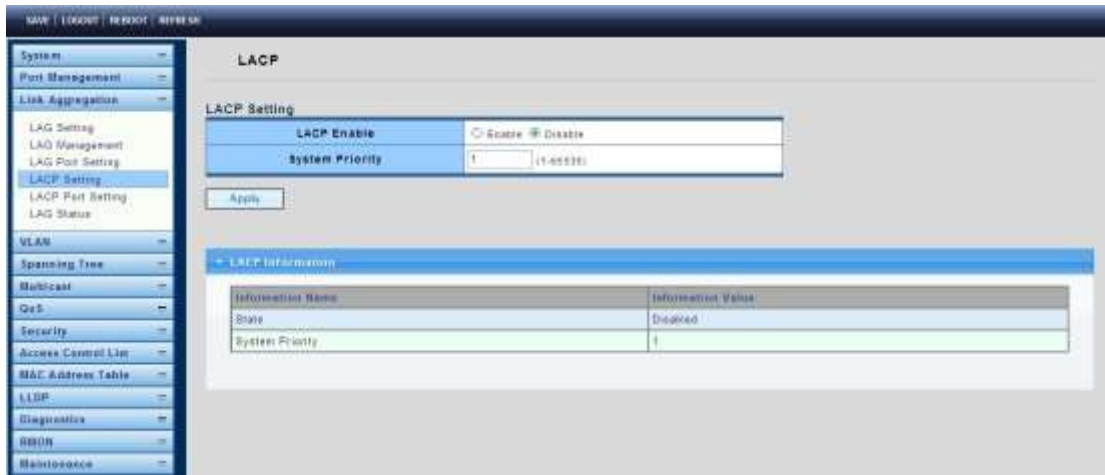 SAVE | LOGOUT | REBOOT | REFRESH
System
Port Management
Link Aggregation
LAG Setting
LAG Management
LAG Port Setting
LACP Setting
LACP Port Setting
LAG Status
VLAN
Spanning Tree
Multicast
QoS
Security
Access Control List
MAC Address Table
LLDP
Diagnostics
RMON
Maintenance
LACP
LACP Setting
LACP Enable
Enable Disable
System Priority
1 (1-65535)
Apply
LACP Information
Information Name Information Value
State Disabled
System Priority 1